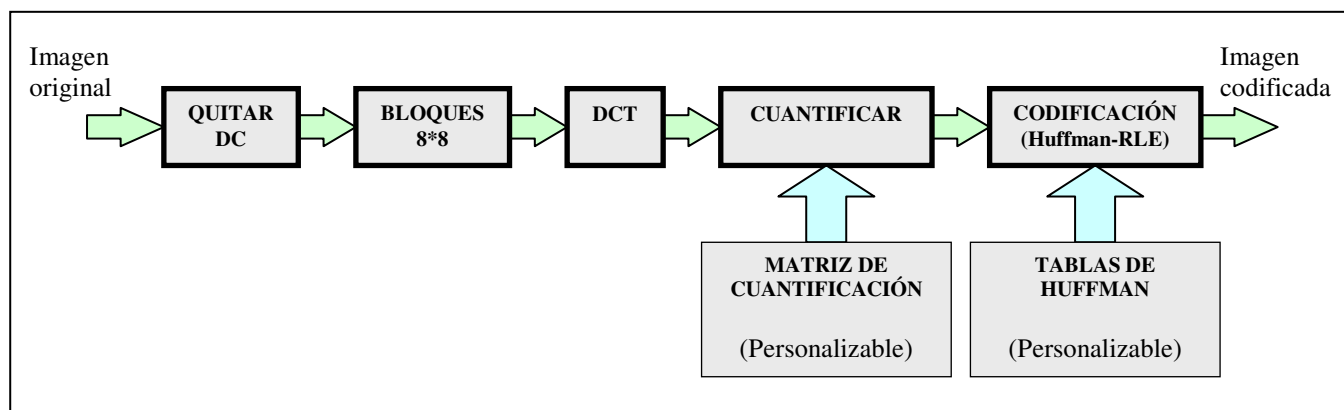 Imagen
original
QUITAR
DC
BLOQUES
8*8
DCT
CUANTIFICAR
CODIFICACIÓN
(Huffman-RLE)
Imagen
codificada
MATRIZ DE
CUANTIFICACIÓN
(Personalizable)
TABLAS DE
HUFFMAN
(Personalizable)